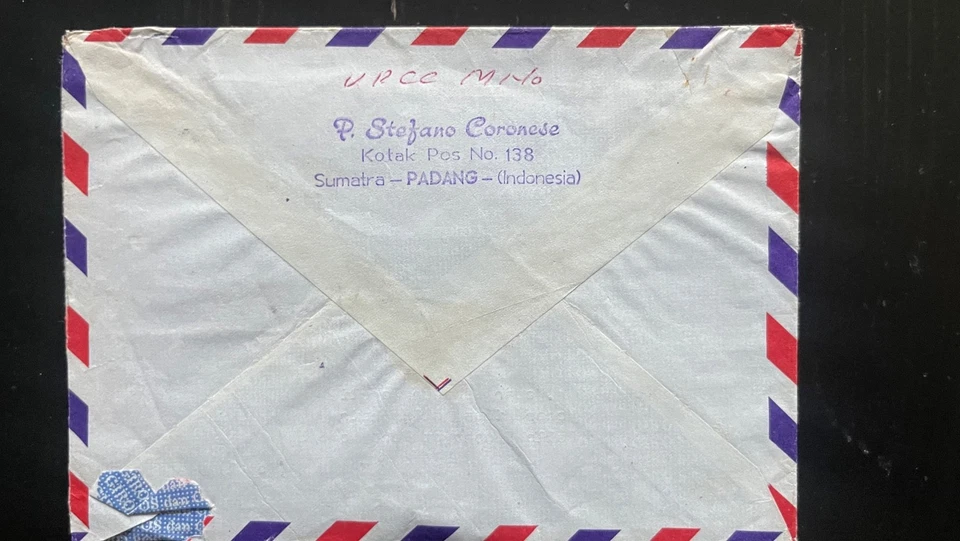 P. Stefano Coronese
Kotak Pos No. 138
Sumatra – PADANG – (Indonesia)